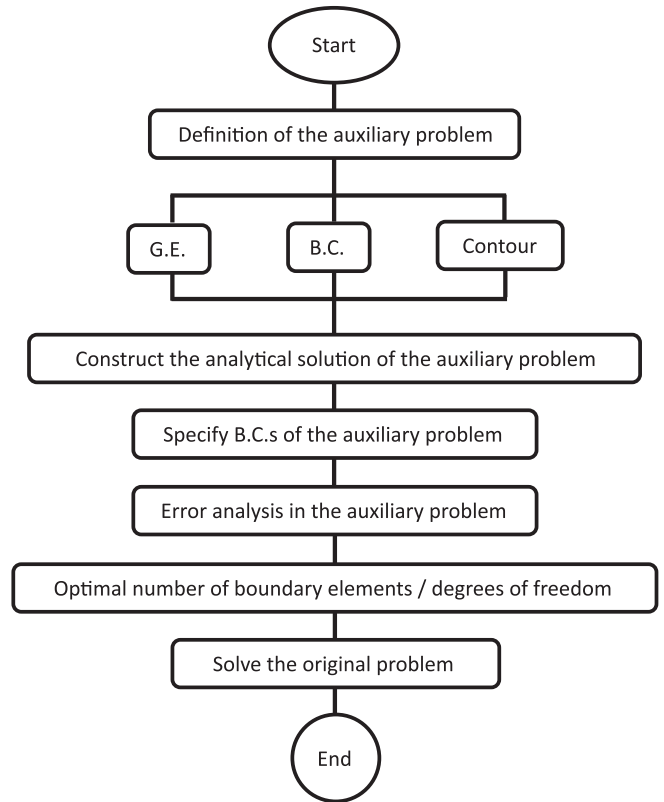 Start
Definition of the auxiliary problem
G.E.
B.C.
Contour
Construct the analytical solution of the auxiliary problem
Specify B.C.s of the auxiliary problem
Error analysis in the auxiliary problem
Optimal number of boundary elements / degrees of freedom
Solve the original problem
End